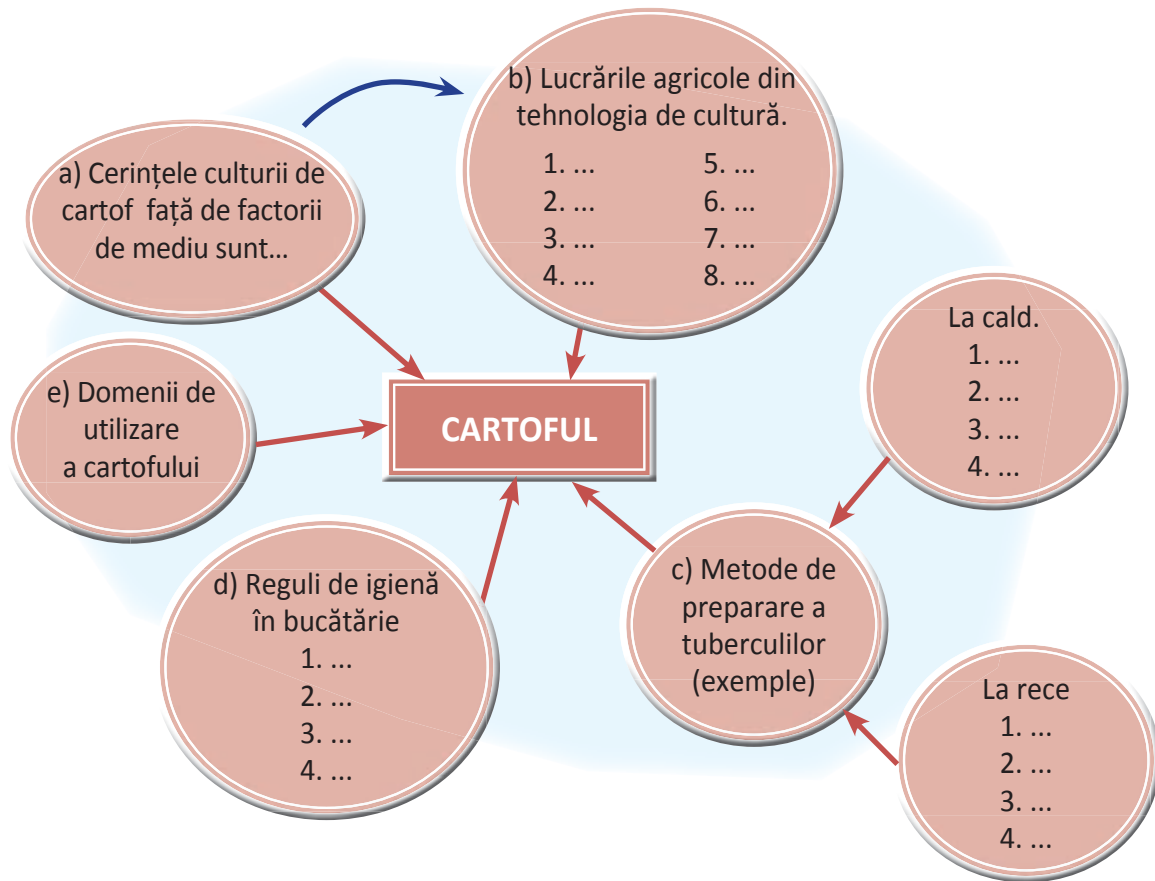 a) Cerințele culturii de
cartof față de factorii
de mediu sunt...
b) Lucrările agricole din
tehnologia de cultură.
1. ...
2. ...
3. ...
4. ...
5. ...
6. ...
7. ...
8. ...
La cald.
1. ...
2. ...
3. ...
4. ...
e) Domenii de
utilizare
a cartofului
CARTOFUL
d) Reguli de igienă
în bucătărie
1. ...
2. ...
3. ...
4. ...
c) Metode de
preparare a
tuberculilor
(exemple)
La rece
1. ...
2. ...
3. ...
4. ...